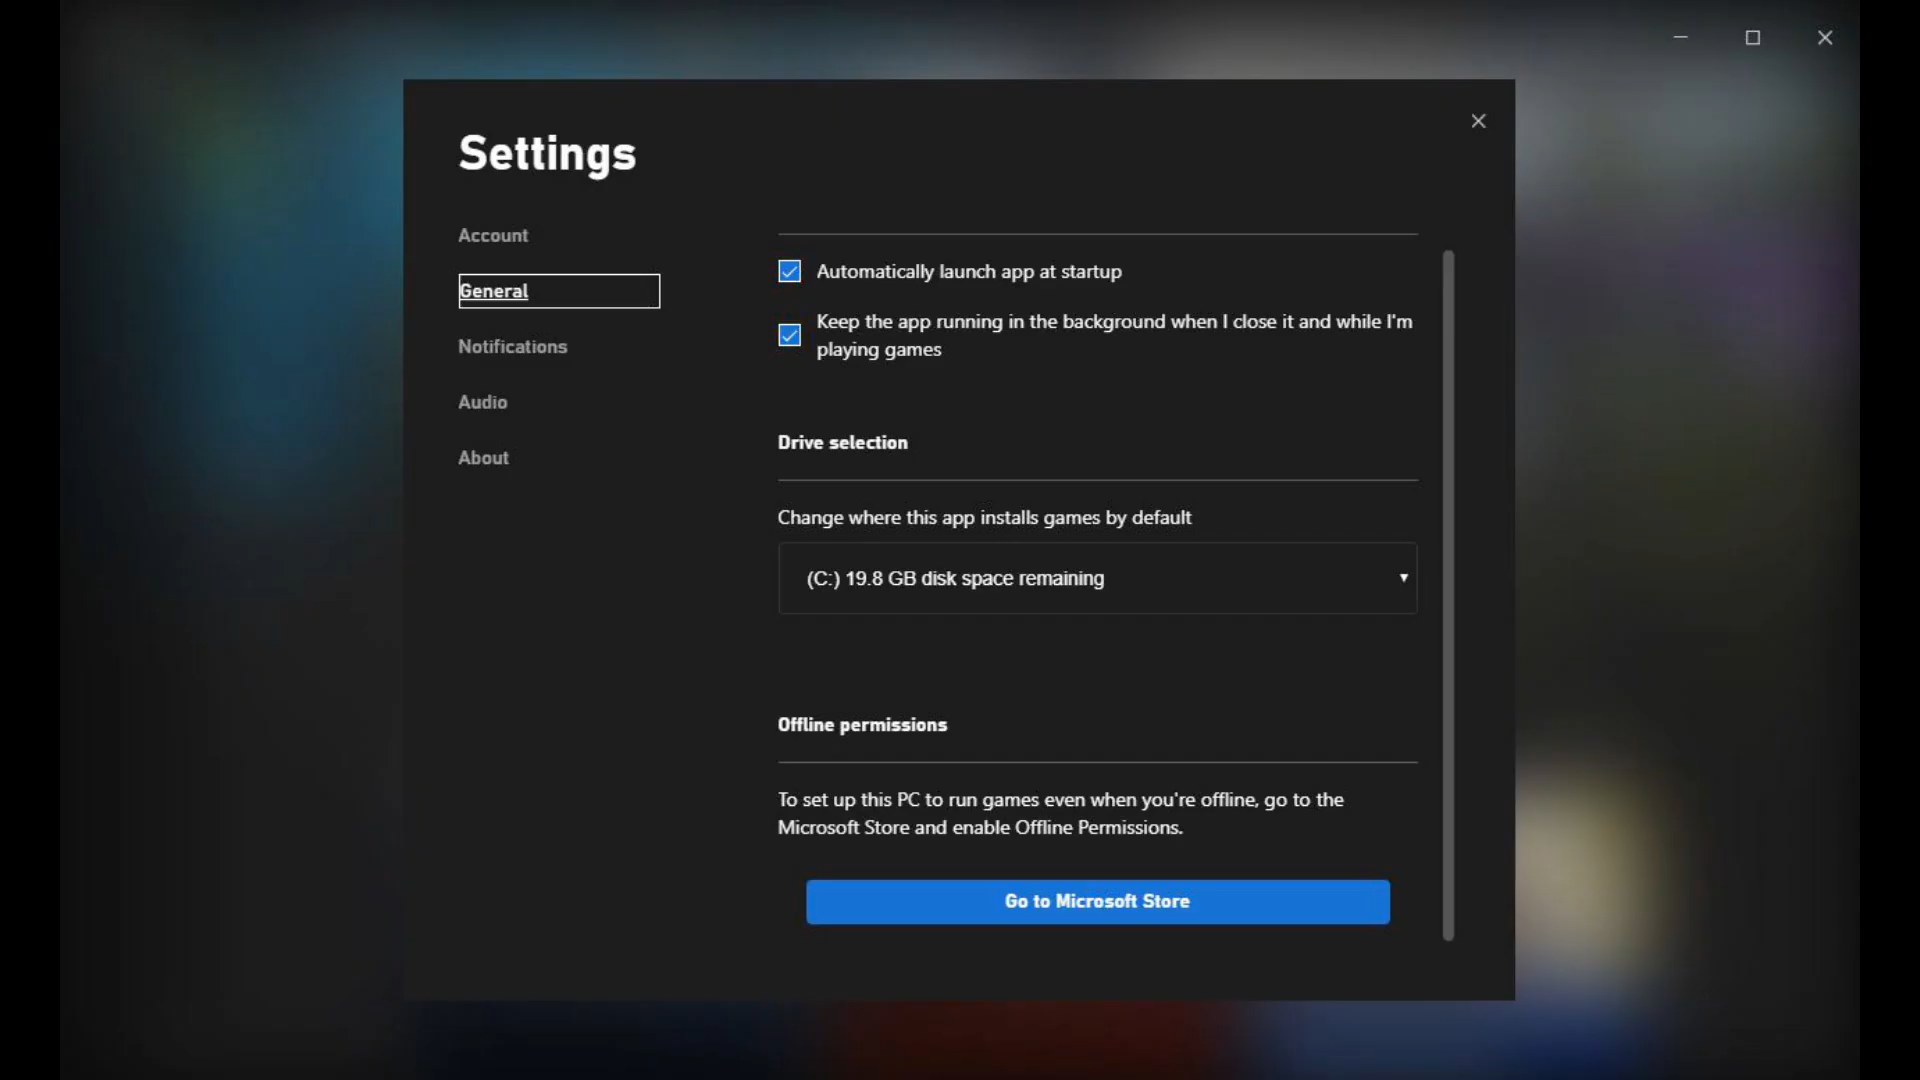 Settings
Account
General
Notifications
Audio
About
Automatically launch app at startup
Keep the app running in the background when I close it and while I'm
playing games
Drive selection
Change where this app installs games by default
(C:) 19.8 GB disk space remaining
Offline permissions
To set up this PC to run games even when you're offline, go to the
Microsoft Store and enable Offline Permissions.
Go to Microsoft Store